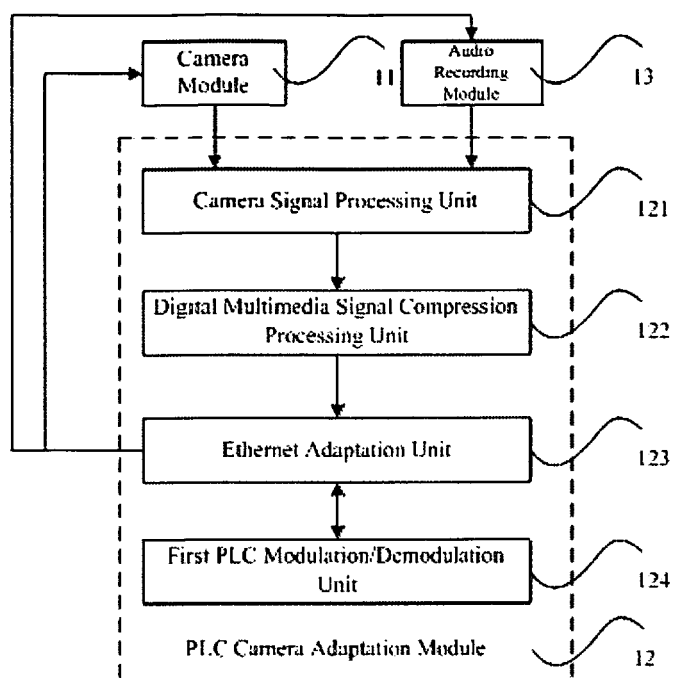 Camera
Module
11
Audio
Recording
Module
13
Camera Signal Processing Unit
121
Digital Multimedia Signal Compression
Processing Unit
122
Ethernet Adaptation Unit
123
First PLC Modulation/Demodulation
Unit
124
PLC Camera Adaptation Module
12